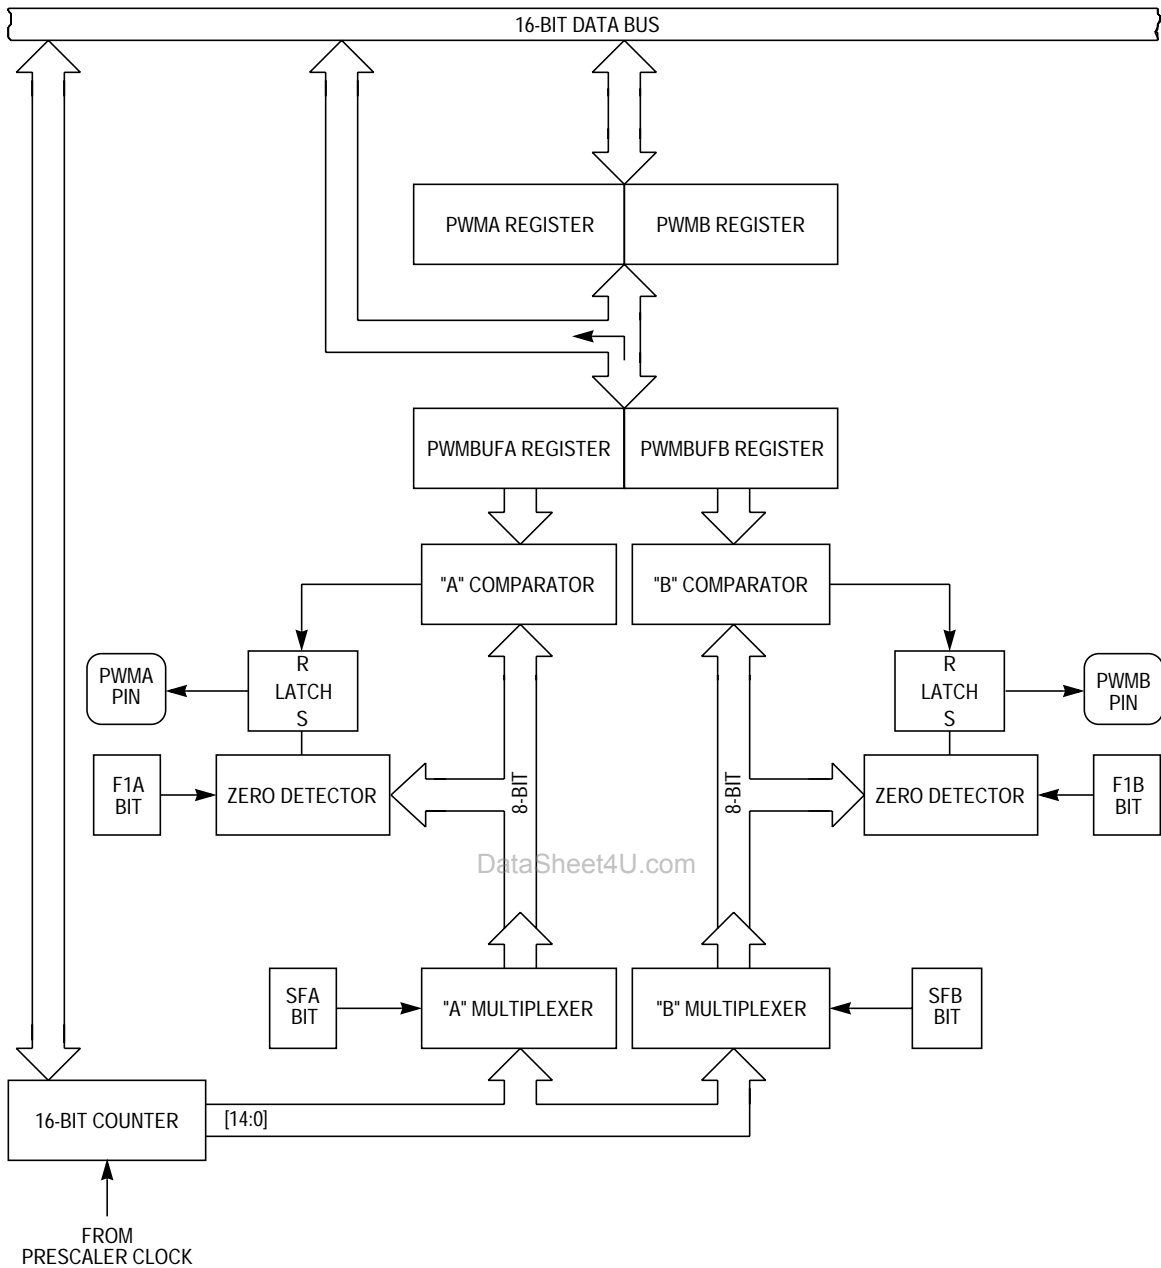 16-BIT DATA BUS
PWMA REGISTER
PWMB REGISTER
PWMBUFA REGISTER
PWMBUFB REGISTER
"A" COMPARATOR
"B" COMPARATOR
PWMA
PIN
R
LATCH
S
R
LATCH
S
PWMB
PIN
F1A
BIT
ZERO DETECTOR
8-BIT
8-BIT
ZERO DETECTOR
F1B
BIT
DataSheet4U.com
SFA
BIT
"A" MULTIPLEXER
"B" MULTIPLEXER
SFB
BIT
16-BIT COUNTER
[14:0]
FROM
PRESCALER CLOCK